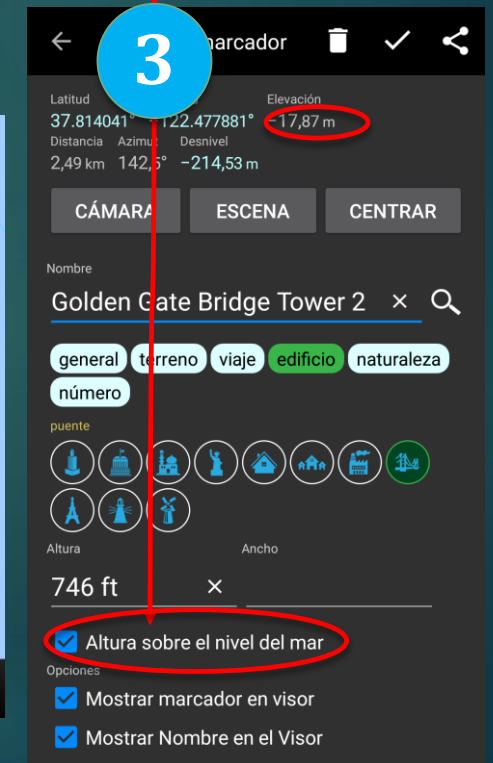 3
marcador
Latitud Elevación
37.814041° 122.477881° −17,87 m
Distancia Azimut Desnivel
2,49 km 142,5° −214,53 m
CÁMARA ESCENA CENTRAR
Nombre
Golden Gate Bridge Tower 2
general terreno viaje edificio naturaleza
número
puente
Altura Ancho
746 ft
Altura sobre el nivel del mar
Opciones
Mostrar marcador en visor
Mostrar Nombre en el Visor